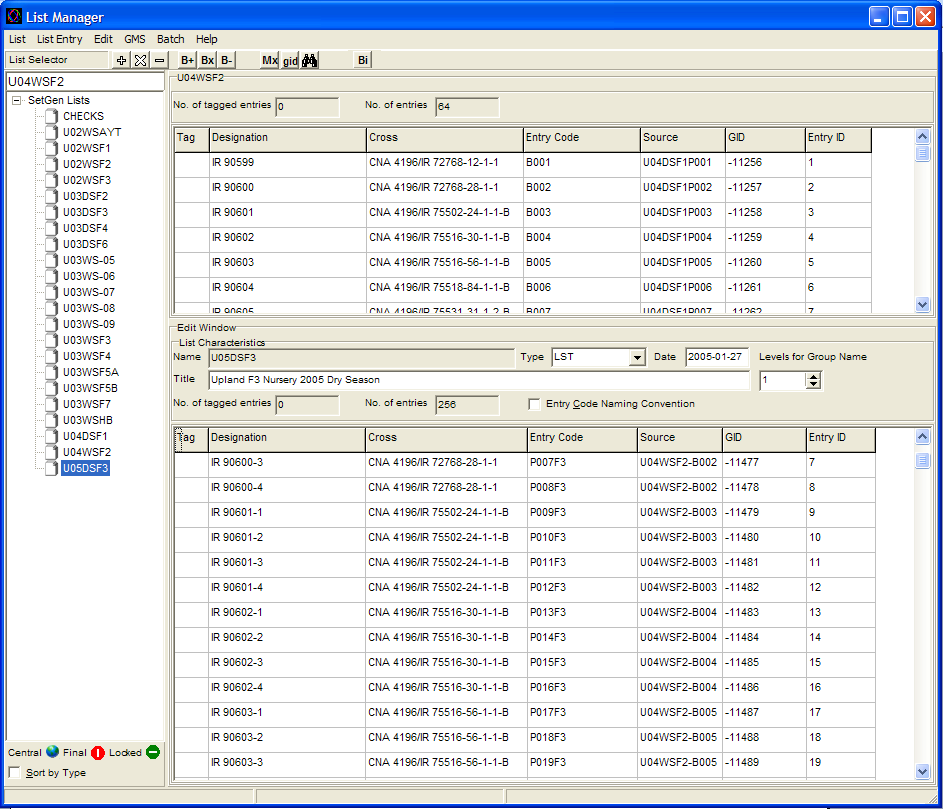 List Manager
List List Entry Edit GMS Batch Help
List Selector B+ Bx B- Mx gid Bi
U04WSF2
SetGen Lists
CHECKS
U02WSAYT
U02WSF1
U02WSF2
U02WSF3
U03DSF2
U03DSF3
U03DSF4
U03DSF6
U03WS-05
U03WS-06
U03WS-07
U03WS-08
U03WS-09
U03WSF3
U03WSF4
U03WSF5A
U03WSF5B
U03WSF7
U03WSHB
U04DSF1
U04WSF2
U05DSF3
Central Final Locked
Sort by Type
U04WSF2
No. of tagged entries 0 No. of entries 64
Tag Designation Cross Entry Code Source GID Entry ID
IR 90599 CNA 4196/IR 72768-12-1-1 B001 U04DSF1P001 -11256 1
IR 90600 CNA 4196/IR 72768-28-1-1 B002 U04DSF1P002 -11257 2
IR 90601 CNA 4196/IR 75502-24-1-1-B B003 U04DSF1P003 -11258 3
IR 90602 CNA 4196/IR 75516-30-1-1-B B004 U04DSF1P004 -11259 4
IR 90603 CNA 4196/IR 75516-56-1-1-B B005 U04DSF1P005 -11260 5
IR 90604 CNA 4196/IR 75518-84-1-1-B B006 U04DSF1P006 -11261 6
IR 90605 CNA 4196/IR 75531-31-1-2-B B007 U04DSF1P007 -11262 7
Edit Window
List Characteristics
Name U05DSF3 Type LST Date 2005-01-27 Levels for Group Name
Title Upland F3 Nursery 2005 Dry Season 1
No. of tagged entries 0 No. of entries 256 Entry Code Naming Convention
Tag Designation Cross Entry Code Source GID Entry ID
IR 90600-3 CNA 4196/IR 72768-28-1-1 P007F3 U04WSF2-B002 -11477 7
IR 90600-4 CNA 4196/IR 72768-28-1-1 P008F3 U04WSF2-B002 -11478 8
IR 90601-1 CNA 4196/IR 75502-24-1-1-B P009F3 U04WSF2-B003 -11479 9
IR 90601-2 CNA 4196/IR 75502-24-1-1-B P010F3 U04WSF2-B003 -11480 10
IR 90601-3 CNA 4196/IR 75502-24-1-1-B P011F3 U04WSF2-B003 -11481 11
IR 90601-4 CNA 4196/IR 75502-24-1-1-B P012F3 U04WSF2-B003 -11482 12
IR 90602-1 CNA 4196/IR 75516-30-1-1-B P013F3 U04WSF2-B004 -11483 13
IR 90602-2 CNA 4196/IR 75516-30-1-1-B P014F3 U04WSF2-B004 -11484 14
IR 90602-3 CNA 4196/IR 75516-30-1-1-B P015F3 U04WSF2-B004 -11485 15
IR 90602-4 CNA 4196/IR 75516-30-1-1-B P016F3 U04WSF2-B004 -11486 16
IR 90603-1 CNA 4196/IR 75516-56-1-1-B P017F3 U04WSF2-B005 -11487 17
IR 90603-2 CNA 4196/IR 75516-56-1-1-B P018F3 U04WSF2-B005 -11488 18
IR 90603-3 CNA 4196/IR 75516-56-1-1-B P019F3 U04WSF2-B005 -11489 19